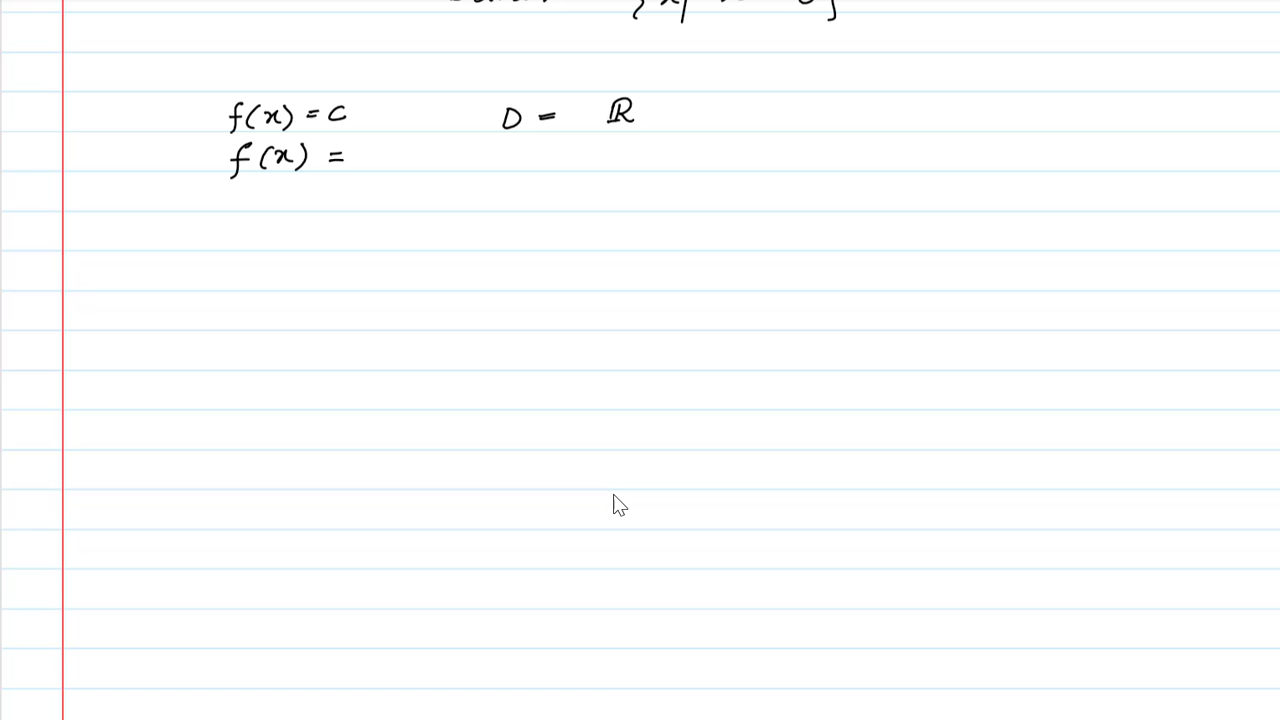 f(x) = c D = ℝ
f(x) =